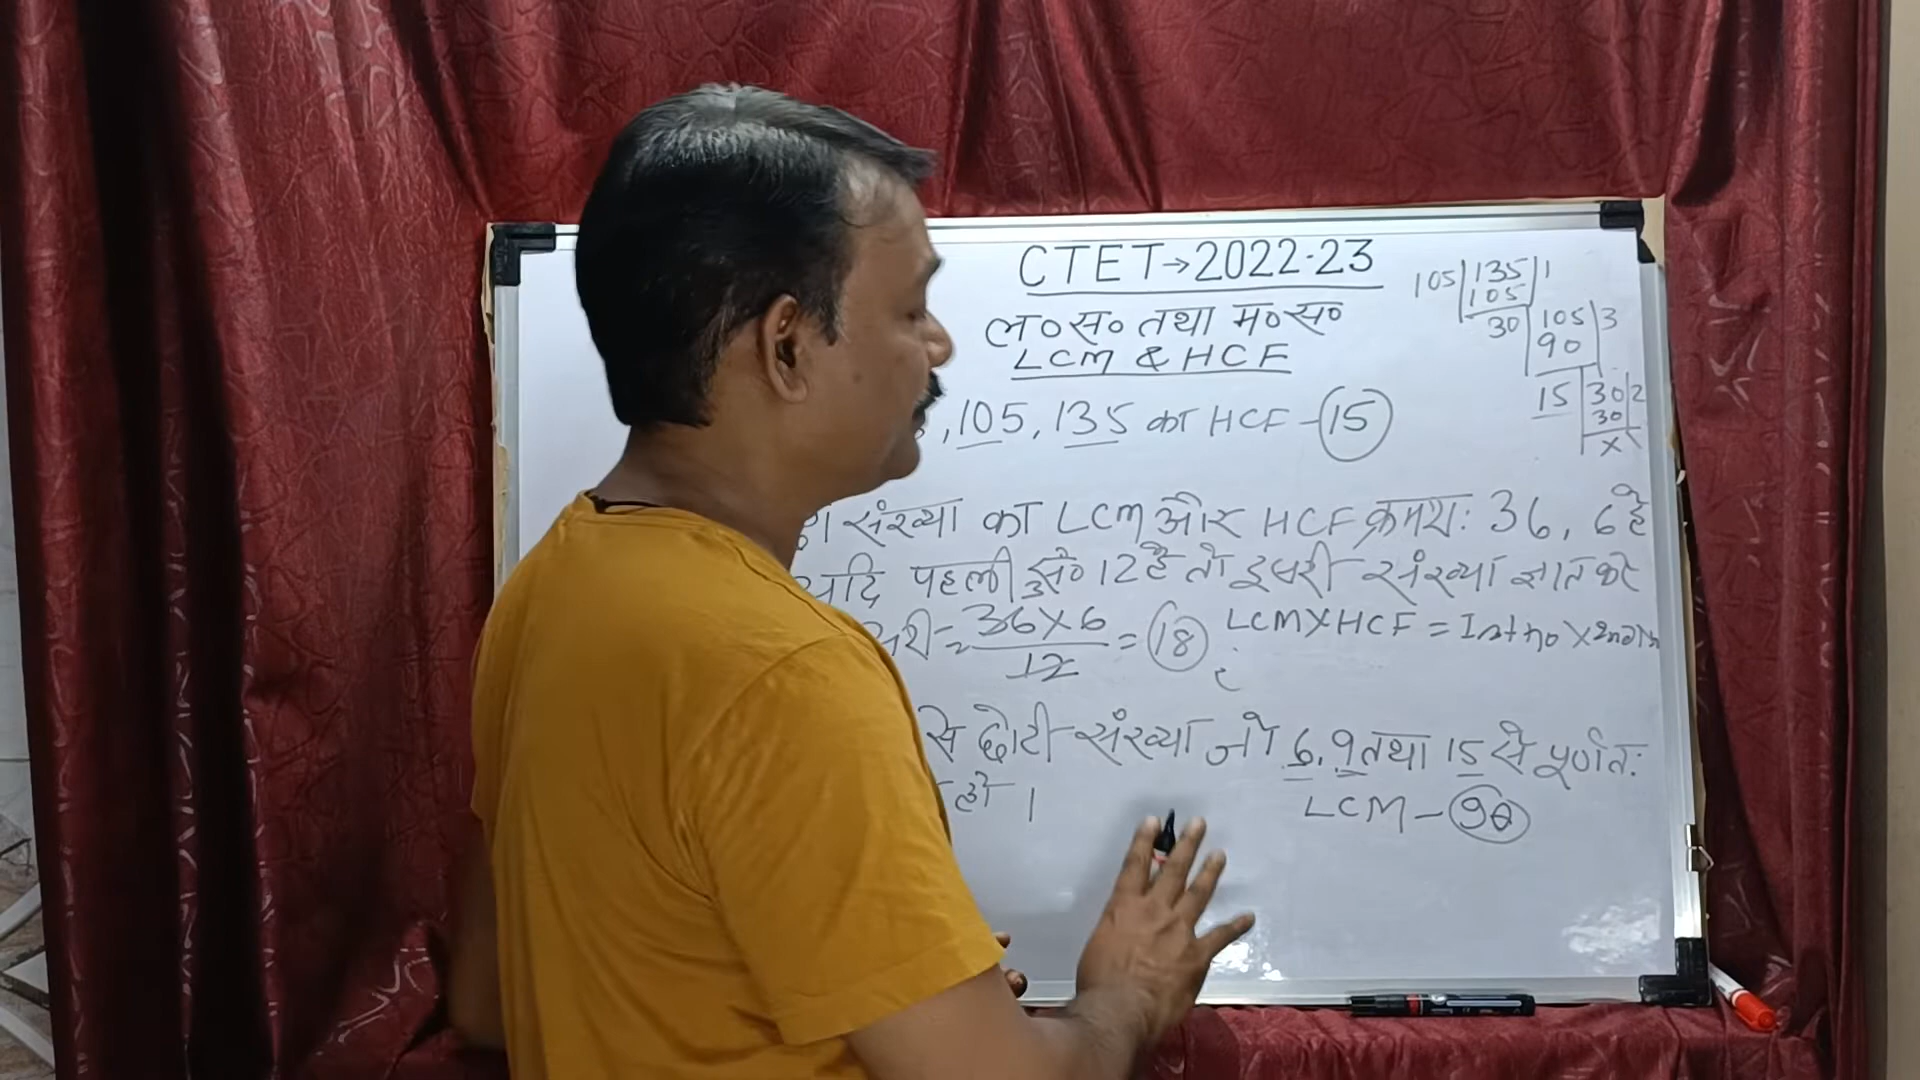 CTET→2022-23
ल०स० तथा म०स०
LCM & HCF
,105, 135 का HCF - 15
105 135 1
105
30 105 3
90
15 30 2
30
x
संख्या का LCM और HCF क्रमशः 36, 6 है
यदि पहली सं० 12 है तो दुसरी संख्या ज्ञात करे
= 36×6 / 12 = 18
LCM×HCF = 1st no × 2nd
से छोटी संख्या जो 6, 9 तथा 15 से पूर्णतः
हो ।
LCM - 90